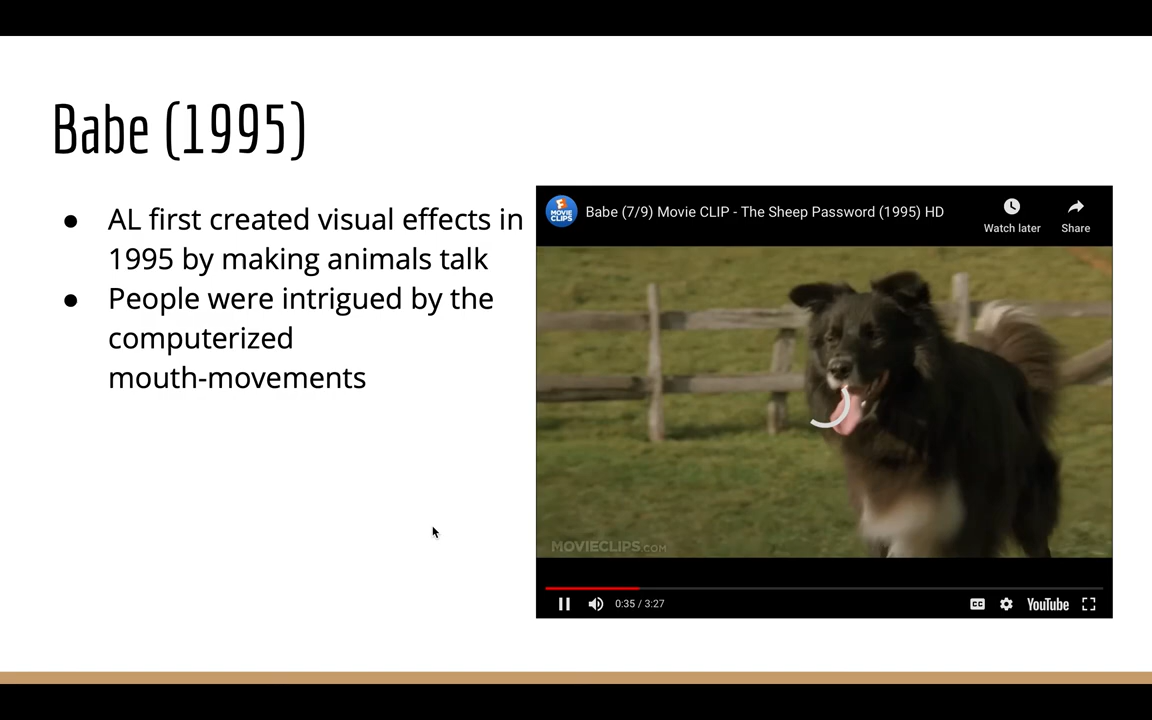 Babe (1995)
● AL first created visual effects in
1995 by making animals talk
● People were intrigued by the
computerized
mouth-movements
MOVIE
CLIPS
Babe (7/9) Movie CLIP - The Sheep Password (1995) HD
Watch later
Share
MOVIECLIPS.COM
0:35 / 3:27
CC
YouTube